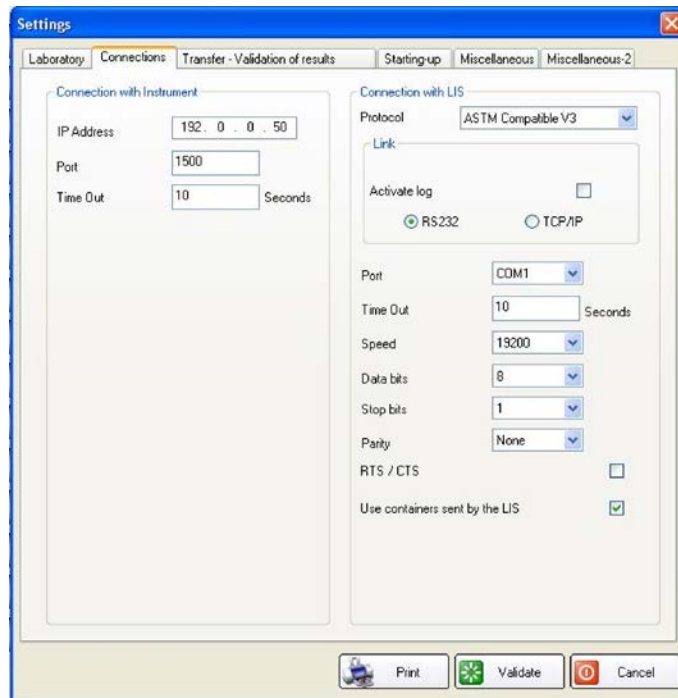 Settings
Laboratory Connections Transfer - Validation of results Starting-up Miscellaneous Miscellaneous-2
Connection with Instrument
IP Address 192. 0 . 0 . 50
Port 1500
Time Out 10 Seconds
Connection with LIS
Protocol ASTM Compatible V3
Link
Activate log
RS232 TCP/IP
Port COM1
Time Out 10 Seconds
Speed 19200
Data bits 8
Stop bits 1
Parity None
RTS / CTS
Use containers sent by the LIS
Print Validate Cancel